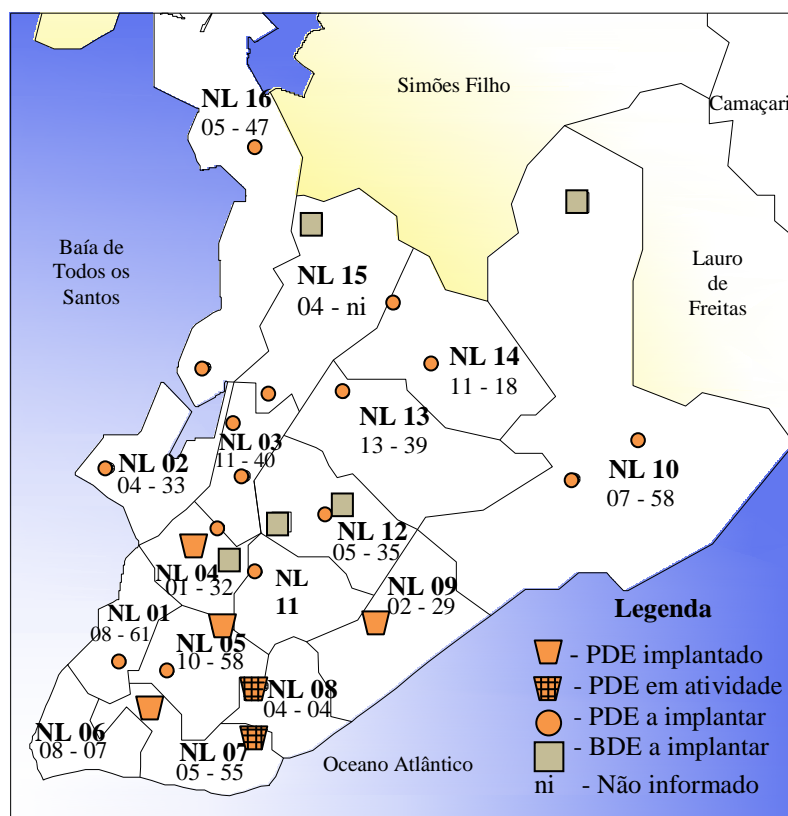 Simões Filho
Camaçari
NL 16
05 - 47
Baía de
Todos os
Santos
Lauro
de
Freitas
NL 15
04 - ni
NL 14
11 - 18
NL 13
13 - 39
NL 03
11 - 40
NL 02
04 - 33
NL 10
07 - 58
NL 12
05 - 35
NL 04
01 - 32
NL
11
NL 09
02 - 29
NL 01
08 - 61
NL 05
10 - 58
NL 08
04 - 04
NL 06
08 - 07
NL 07
05 - 55
Oceano Atlântico
Legenda
- PDE implantado
- PDE em atividade
- PDE a implantar
- BDE a implantar
ni - Não informado